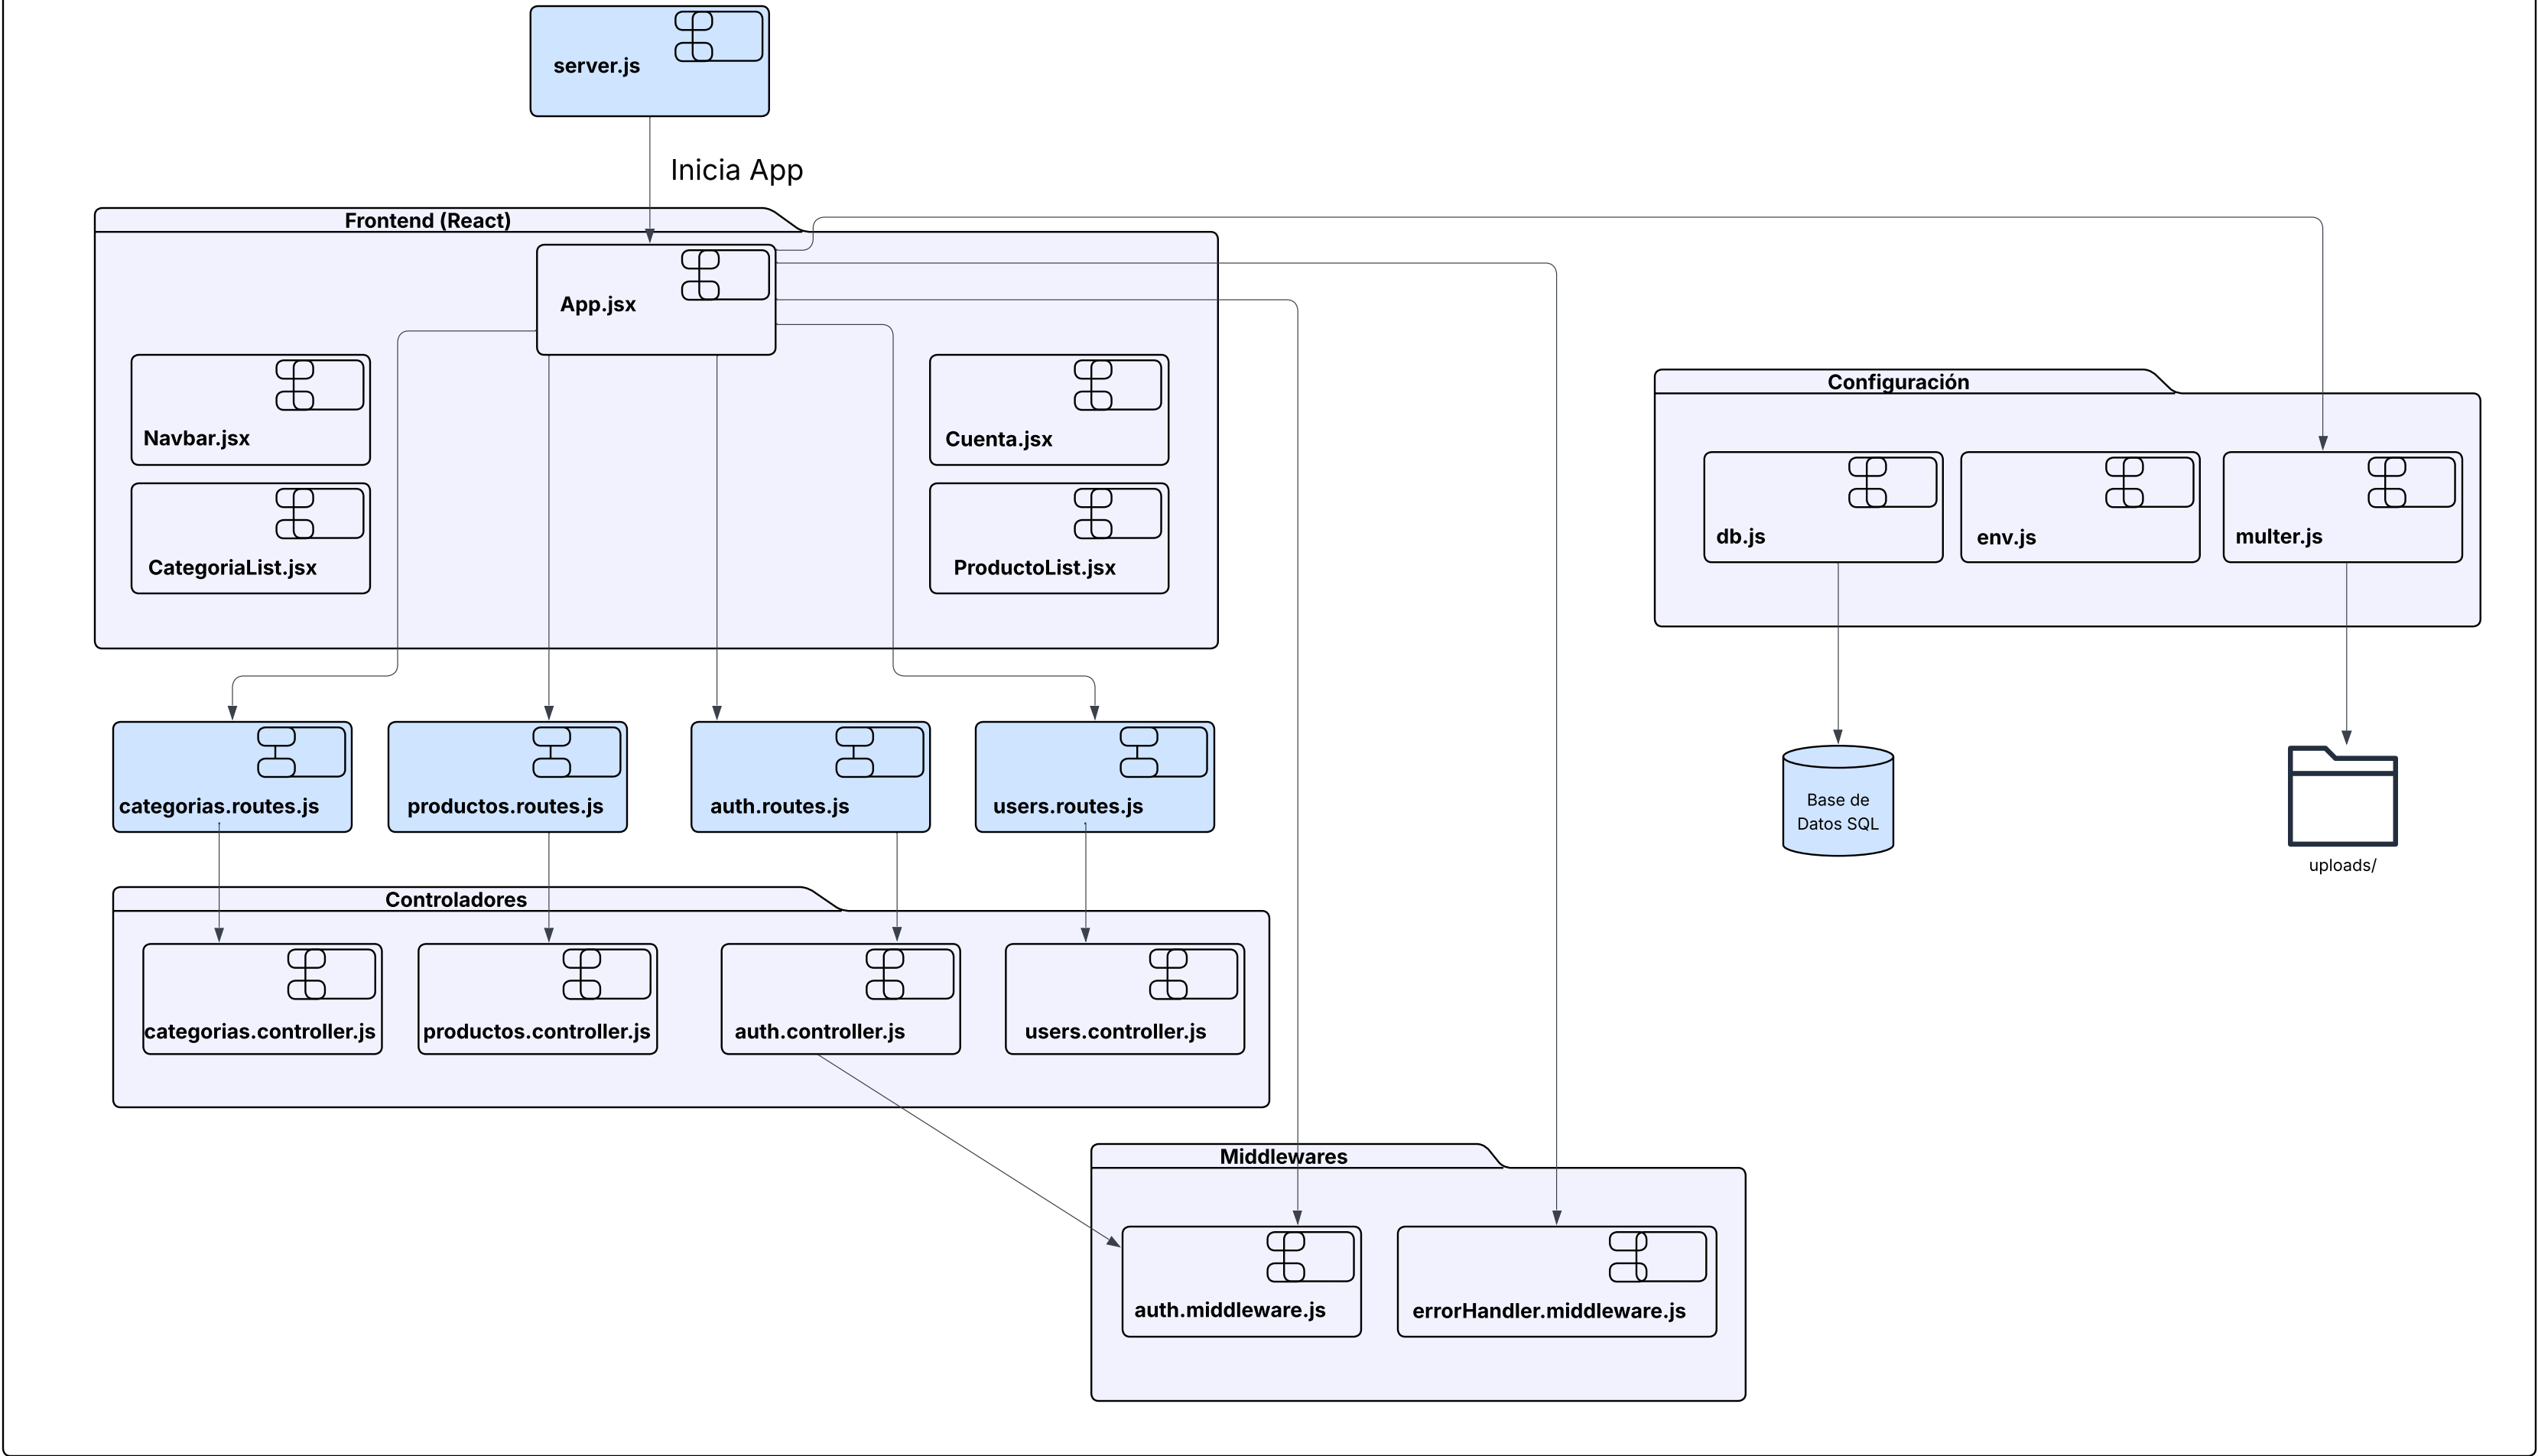 server.js
Inicia App
Frontend (React)
App.jsx
Navbar.jsx
Cuenta.jsx
CategoriaList.jsx
ProductoList.jsx
Configuración
db.js
env.js
multer.js
categorias.routes.js
productos.routes.js
auth.routes.js
users.routes.js
Base de
Datos SQL
uploads/
Controladores
categorias.controller.js
productos.controller.js
auth.controller.js
users.controller.js
Middlewares
auth.middleware.js
errorHandler.middleware.js